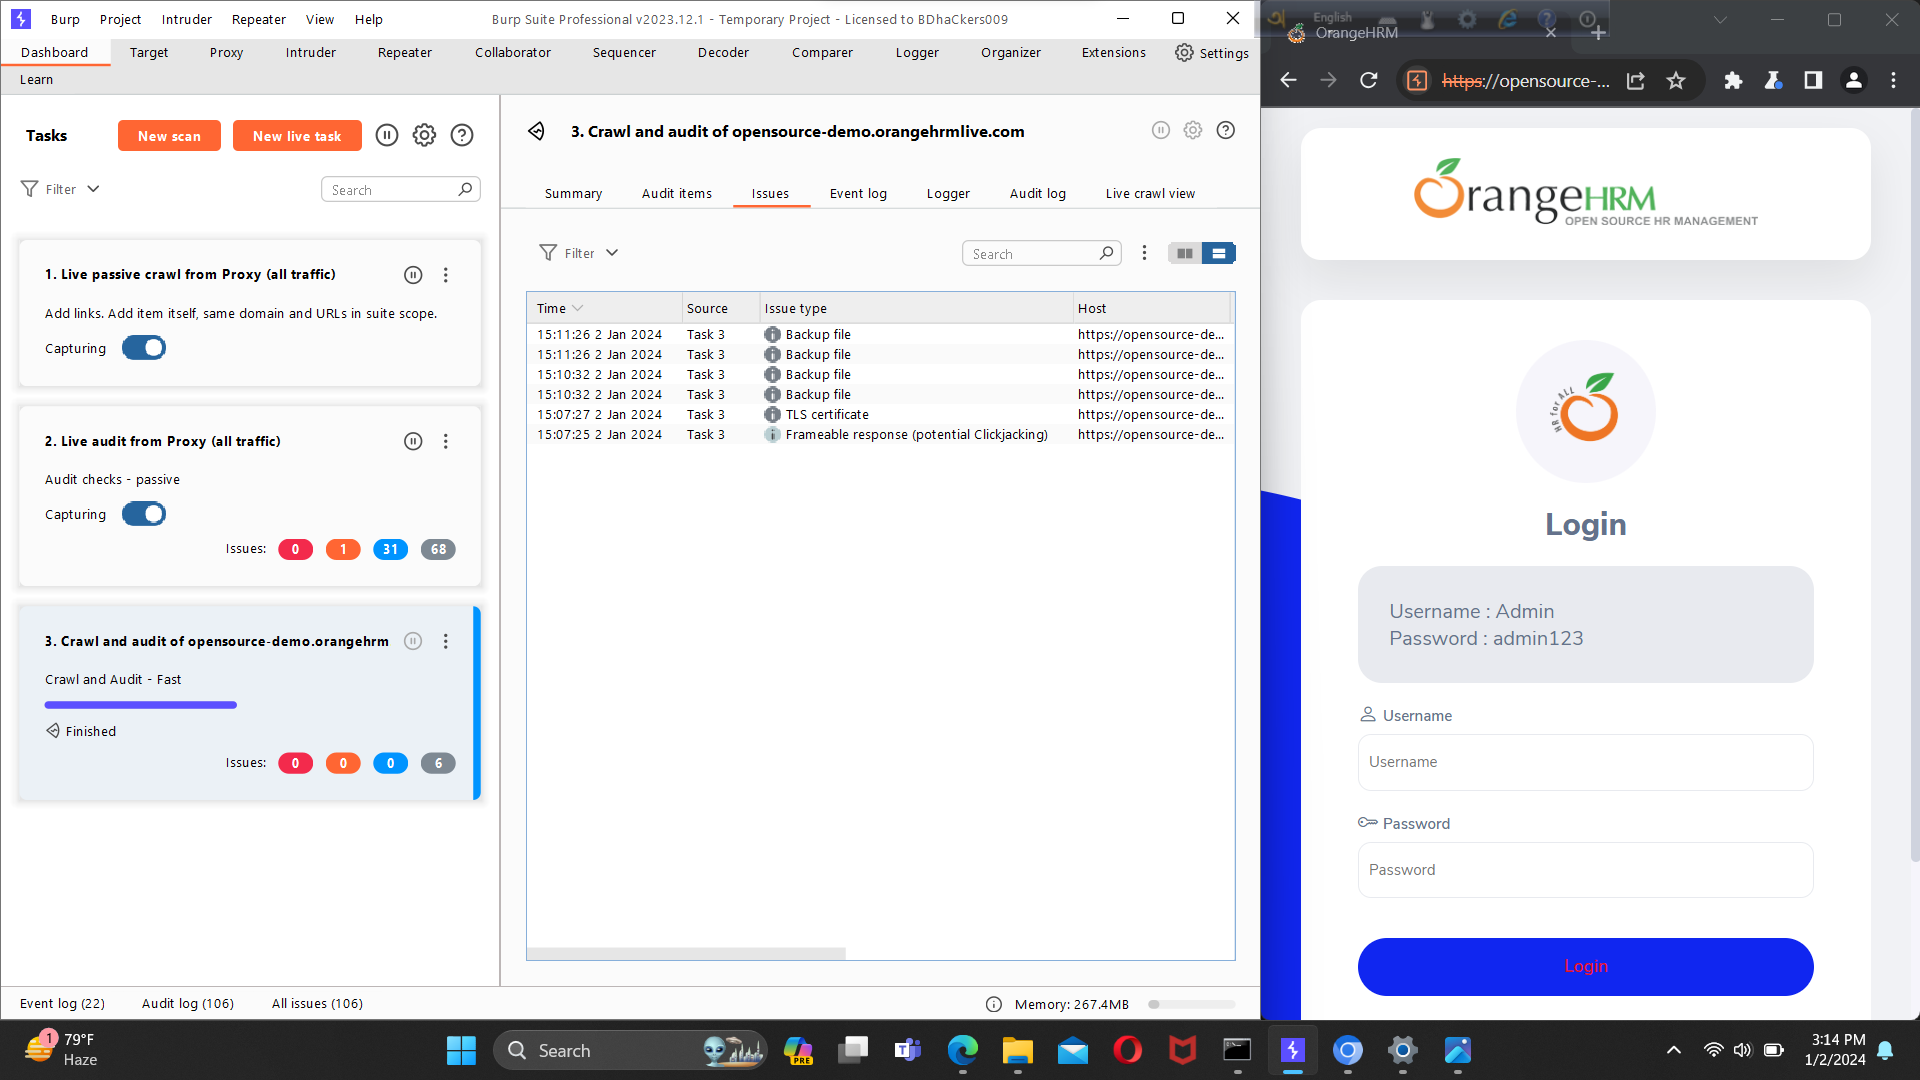 Burp Project Intruder Repeater View Help
Burp Suite Professional v2023.12.1 - Temporary Project - Licensed to BDhaCkers009
Dashboard Target Proxy Intruder Repeater Collaborator Sequencer Decoder Comparer Logger Organizer Extensions Settings
Learn
Tasks
New scan
New live task
Filter
Search
1. Live passive crawl from Proxy (all traffic)
Add links. Add item itself, same domain and URLs in suite scope.
Capturing
2. Live audit from Proxy (all traffic)
Audit checks - passive
Capturing
Issues: 0 1 31 68
3. Crawl and audit of opensource-demo.orangehrm
Crawl and Audit - Fast
Finished
Issues: 0 0 0 6
3. Crawl and audit of opensource-demo.orangehrmlive.com
Summary Audit items Issues Event log Logger Audit log Live crawl view
Filter
Search
Time Source Issue type Host
15:11:26 2 Jan 2024 Task 3 Backup file https://opensource-de...
15:11:26 2 Jan 2024 Task 3 Backup file https://opensource-de...
15:10:32 2 Jan 2024 Task 3 Backup file https://opensource-de...
15:10:32 2 Jan 2024 Task 3 Backup file https://opensource-de...
15:07:27 2 Jan 2024 Task 3 TLS certificate https://opensource-de...
15:07:25 2 Jan 2024 Task 3 Frameable response (potential Clickjacking) https://opensource-de...
Event log (22) Audit log (106) All issues (106)
Memory: 267.4MB
English
OrangeHRM
https://opensource-...
OrangeHRM
OPEN SOURCE HR MANAGEMENT
HR for ALL
Login
Username : Admin
Password : admin123
Username
Username
Password
Password
Login
1
79°F
Haze
Search
PRE
3:14 PM
1/2/2024